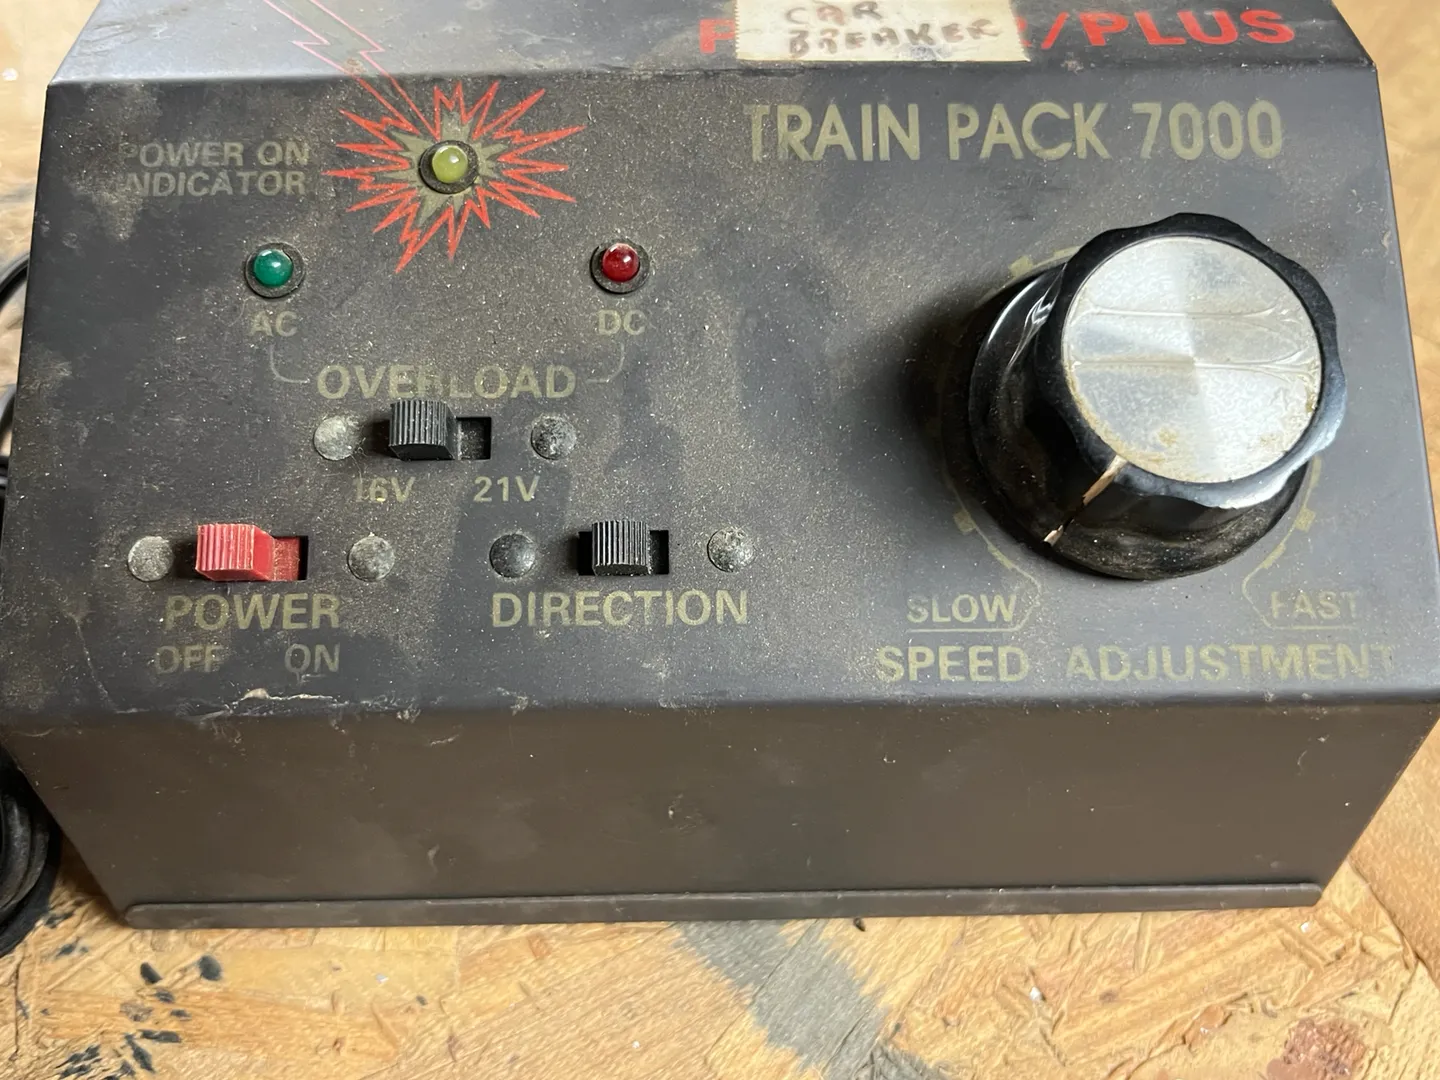 CAR
BREAKER
/PLUS
TRAIN PACK 7000
POWER ON
INDICATOR
AC DC
OVERLOAD
16V 21V
POWER
OFF ON
DIRECTION
SLOW FAST
SPEED ADJUSTMENT